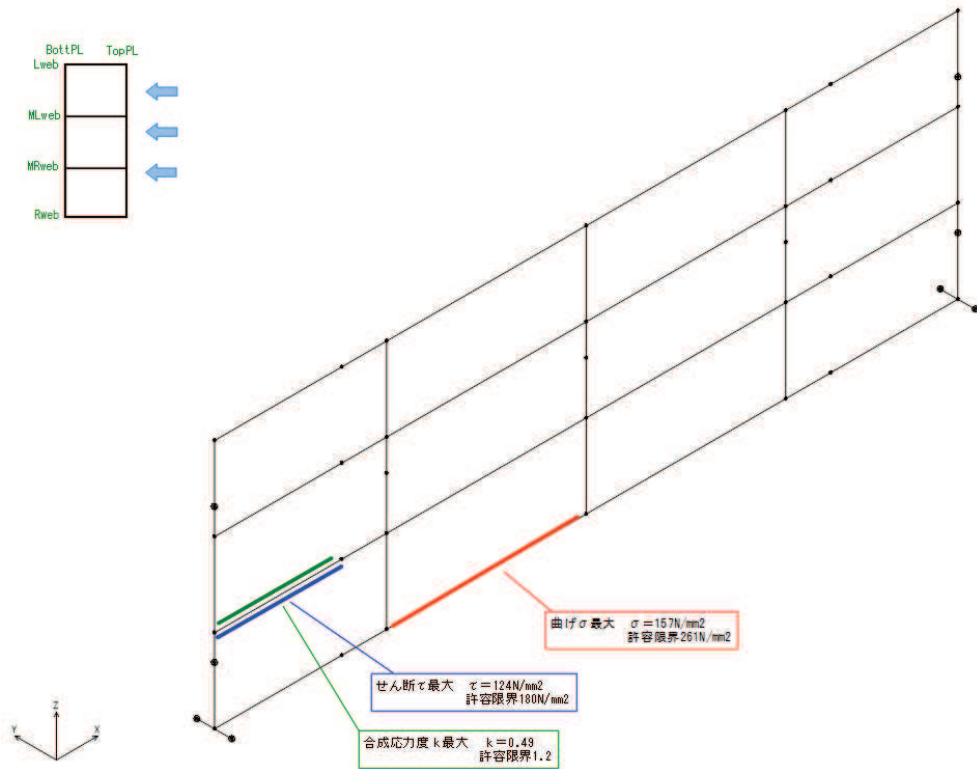 BottPL TopPL
Lweb
MLweb
MRweb
Rweb
曲げσ最大 σ=157N/mm2
許容限界261N/mm2
せん断τ最大 τ=124N/mm2
許容限界180N/mm2
合成応力度k最大 k=0.49
許容限界1.2
Z
Y
X